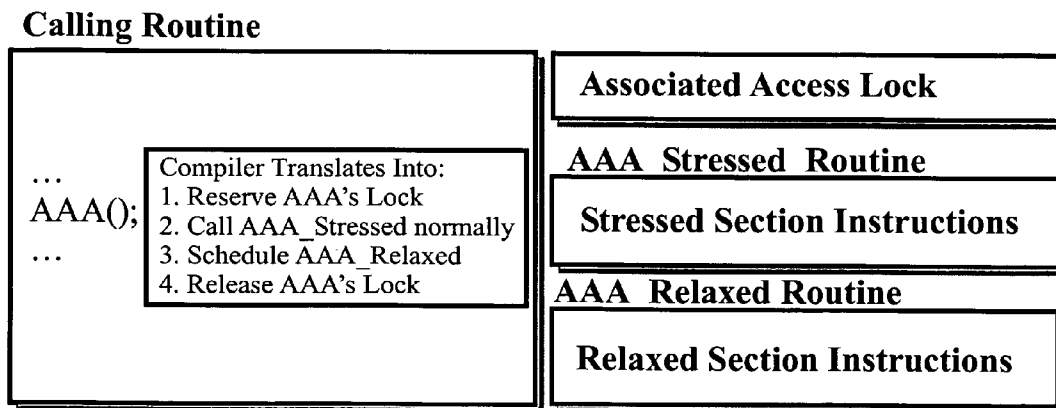 Calling Routine
...
AAA();
...
Compiler Translates Into:
1. Reserve AAA's Lock
2. Call AAA_Stressed normally
3. Schedule AAA_Relaxed
4. Release AAA's Lock
Associated Access Lock
AAA Stressed Routine
Stressed Section Instructions
AAA Relaxed Routine
Relaxed Section Instructions